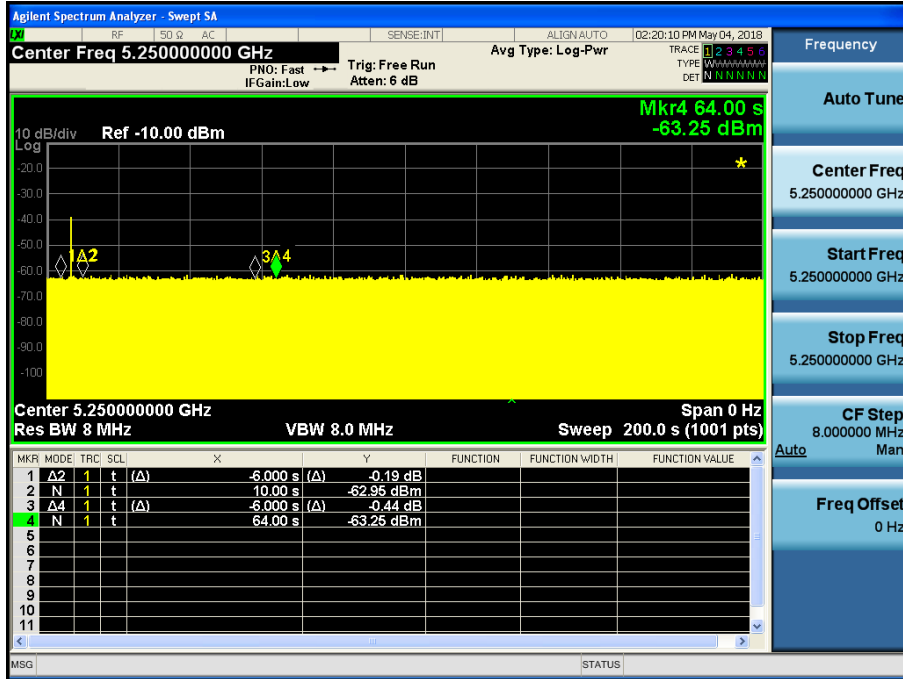 Agilent Spectrum Analyzer - Swept SA
LXI RF 50 Ω AC SENSE:INT ALIGN AUTO 02:20:10 PM May 04, 2018
Center Freq 5.250000000 GHz
PNO: Fast
IFGain:Low
Trig: Free Run
Atten: 6 dB
Avg Type: Log-Pwr
TRACE 1 2 3 4 5 6
TYPE WWWWWW
DET N N N N N N
Mkr4 64.00 s
-63.25 dBm
10 dB/div Ref -10.00 dBm
Log
-20.0
-30.0
-40.0
-50.0
-60.0
-70.0
-80.0
-90.0
-100
1Δ2
3Δ4
*
Center 5.250000000 GHz Span 0 Hz
Res BW 8 MHz VBW 8.0 MHz Sweep 200.0 s (1001 pts)
MKR MODE TRC SCL X Y FUNCTION FUNCTION WIDTH FUNCTION VALUE
1 Δ2 1 t (Δ) -6.000 s (Δ) -0.19 dB
2 N 1 t 10.00 s -62.95 dBm
3 Δ4 1 t (Δ) -6.000 s (Δ) -0.44 dB
4 N 1 t 64.00 s -63.25 dBm
5
6
7
8
9
10
11
MSG STATUS
Frequency
Auto Tune
Center Freq
5.250000000 GHz
Start Freq
5.250000000 GHz
Stop Freq
5.250000000 GHz
CF Step
8.000000 MHz
Auto Man
Freq Offset
0 Hz